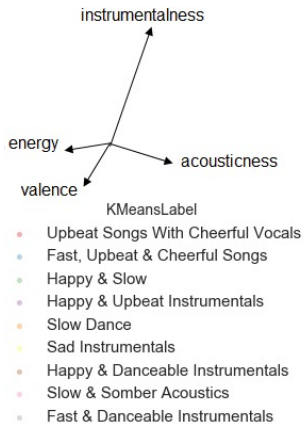 instrumentalness
energy
acousticness
valence
KMeansLabel
Upbeat Songs With Cheerful Vocals
Fast, Upbeat & Cheerful Songs
Happy & Slow
Happy & Upbeat Instrumentals
Slow Dance
Sad Instrumentals
Happy & Danceable Instrumentals
Slow & Somber Acoustics
Fast & Danceable Instrumentals